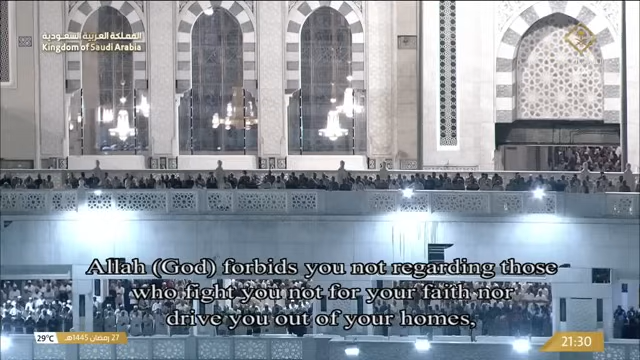 المملكة العربية السعودية
Kingdom of Saudi Arabia
Allah (God) forbids you not regarding those
who fight you not for your faith nor
drive you out of your homes,
29°C
27 رمضان 1445هـ
21:30